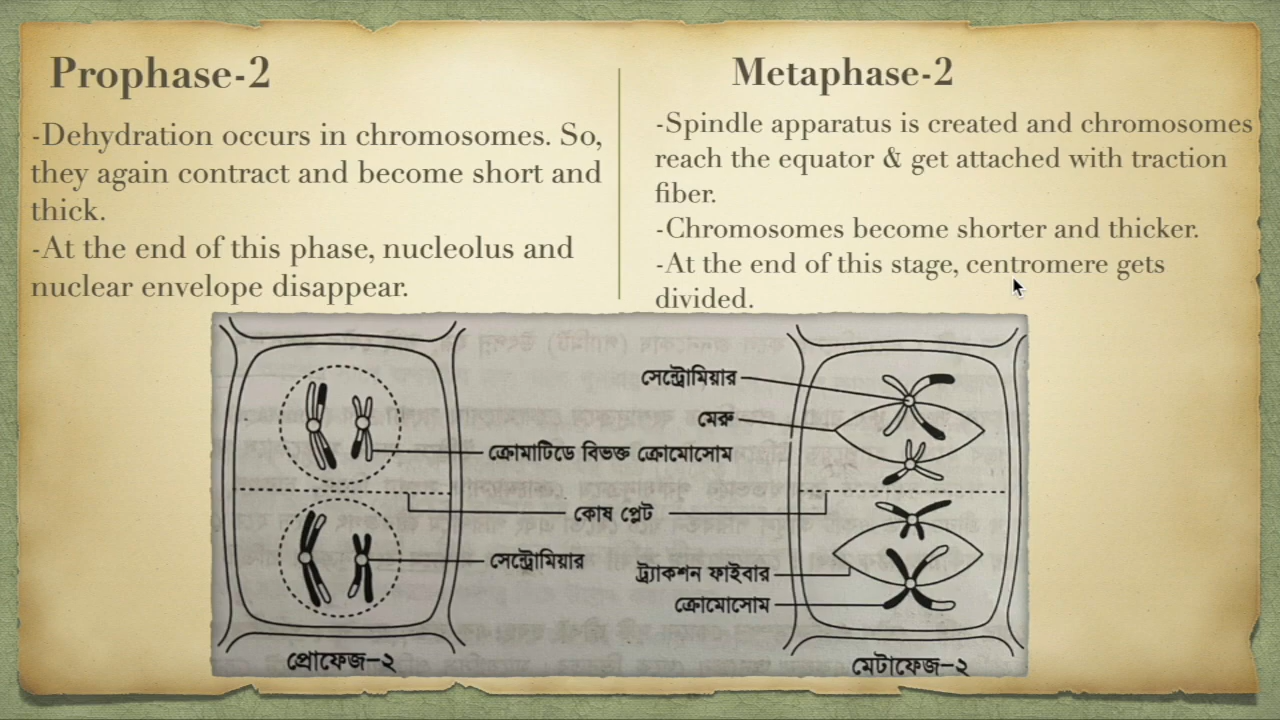 Prophase-2
-Dehydration occurs in chromosomes. So,
they again contract and become short and
thick.
-At the end of this phase, nucleolus and
nuclear envelope disappear.
Metaphase-2
-Spindle apparatus is created and chromosomes
reach the equator & get attached with traction
fiber.
-Chromosomes become shorter and thicker.
-At the end of this stage, centromere gets
divided.
সেন্ট্রোমিয়ার
মেরু
ক্রোমাটিডে বিভক্ত ক্রোমোসোম
কোষ প্লেট
সেন্ট্রোমিয়ার
ট্র্যাকশন ফাইবার
ক্রোমোসোম
প্রোফেজ-২
মেটাফেজ-২